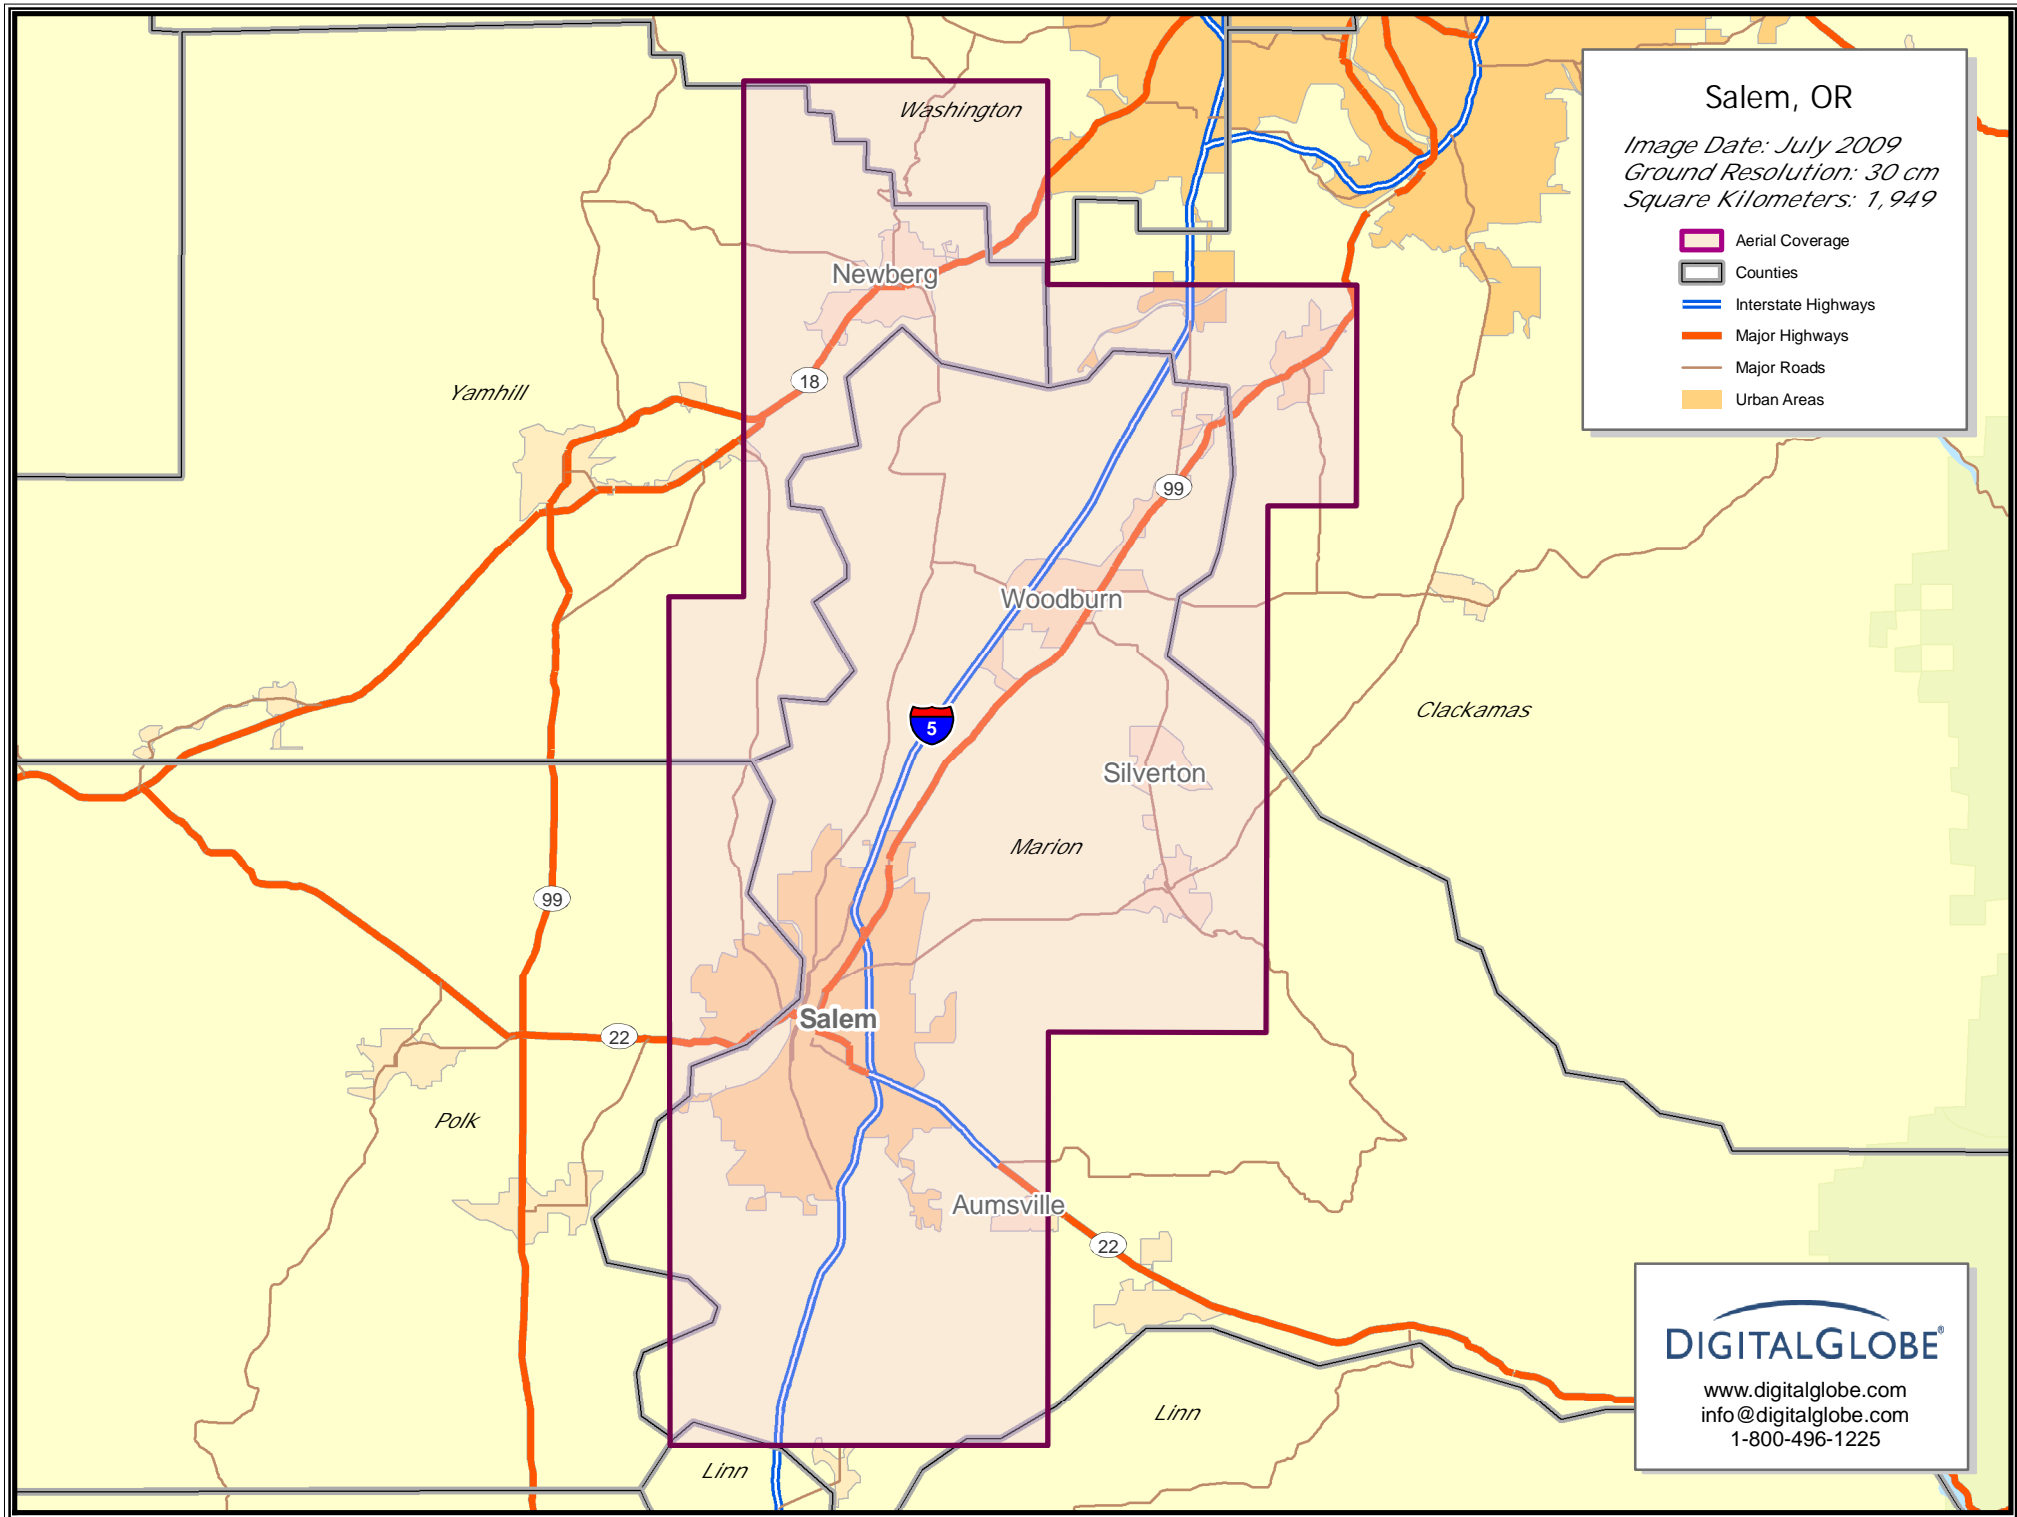 Salem, OR
Image Date: July 2009
Ground Resolution: 30 cm
Square Kilometers: 1,949
Aerial Coverage
Counties
Interstate Highways
Major Highways
Major Roads
Urban Areas
Washington
Newberg
18
Yamhill
99
Woodburn
5
Clackamas
Silverton
Marion
99
Salem
22
Polk
Aumsville
22
Linn
Linn
DIGITALGLOBE®
www.digitalglobe.com
info@digitalglobe.com
1-800-496-1225